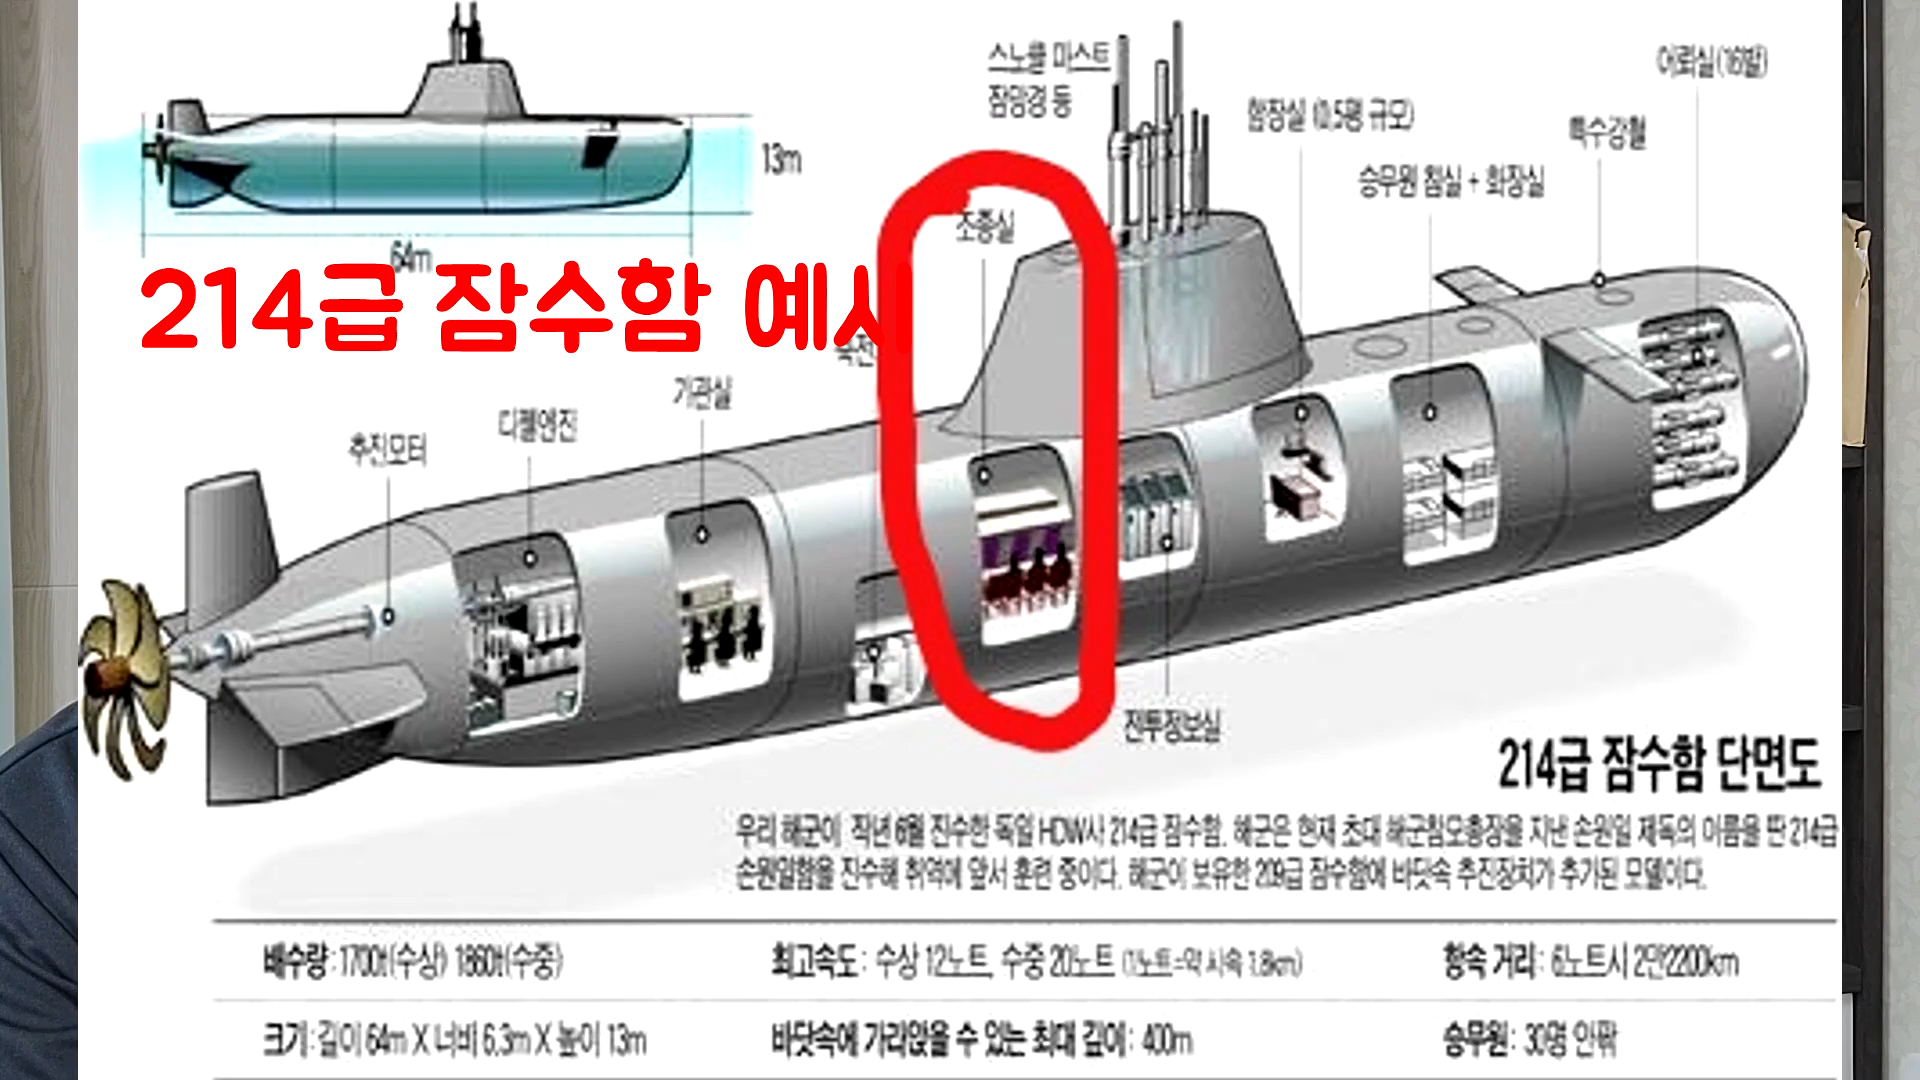 스노클 마스트
잠망경 등
어뢰실(16발)
함장실 (0.5평 규모)
특수강철
승무원 침실 + 화장실
13m
조종실
64m
214급 잠수함 예시
기관실
디젤엔진
추진모터
전투정보실
214급 잠수함 단면도
우리 해군이 작년 6월 진수한 독일 HDW사 214급 잠수함. 해군은 현재 초대 해군참모총장을 지낸 손원일 제독의 이름을 딴 214급
손원일함을 진수해 취역에 앞서 훈련 중이다. 해군이 보유한 209급 잠수함에 바닷속 추진장치가 추가된 모델이다.
배수량 : 1700t(수상) 1860t(수중)
최고속도 : 수상 12노트, 수중 20노트 (1노트=약 시속 1.8km)
항속 거리 : 6노트시 2만2200km
크기 : 길이 64m X 너비 6.3m X 높이 13m
바닷속에 가라앉을 수 있는 최대 깊이 : 400m
승무원 : 30명 안팎